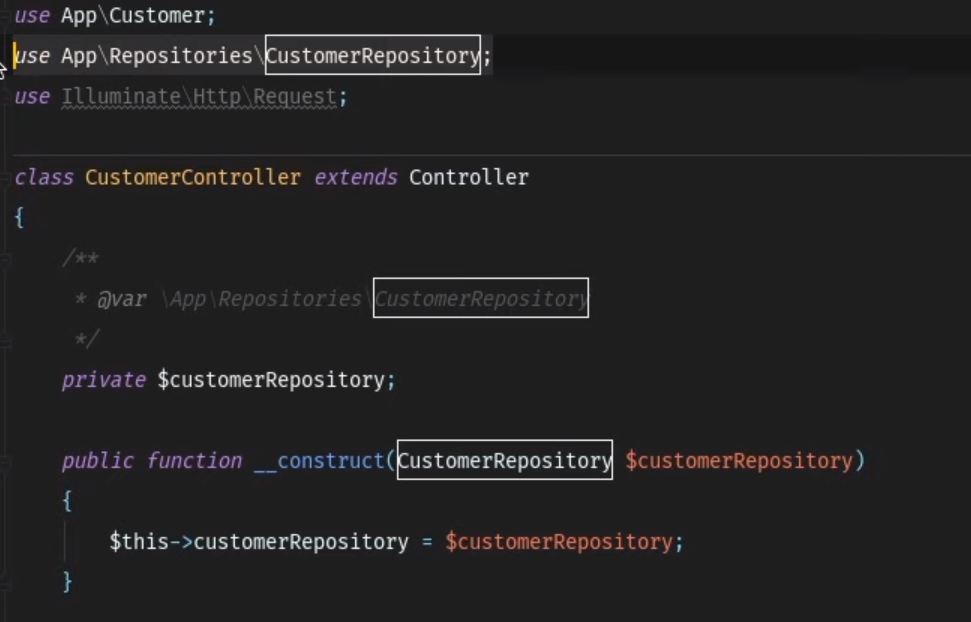 use App\Customer;
use App\Repositories\CustomerRepository;
use Illuminate\Http\Request;
class CustomerController extends Controller
{
/**
* @var \App\Repositories\CustomerRepository
*/
private $customerRepository;
public function __construct(CustomerRepository $customerRepository)
{
$this->customerRepository = $customerRepository;
}